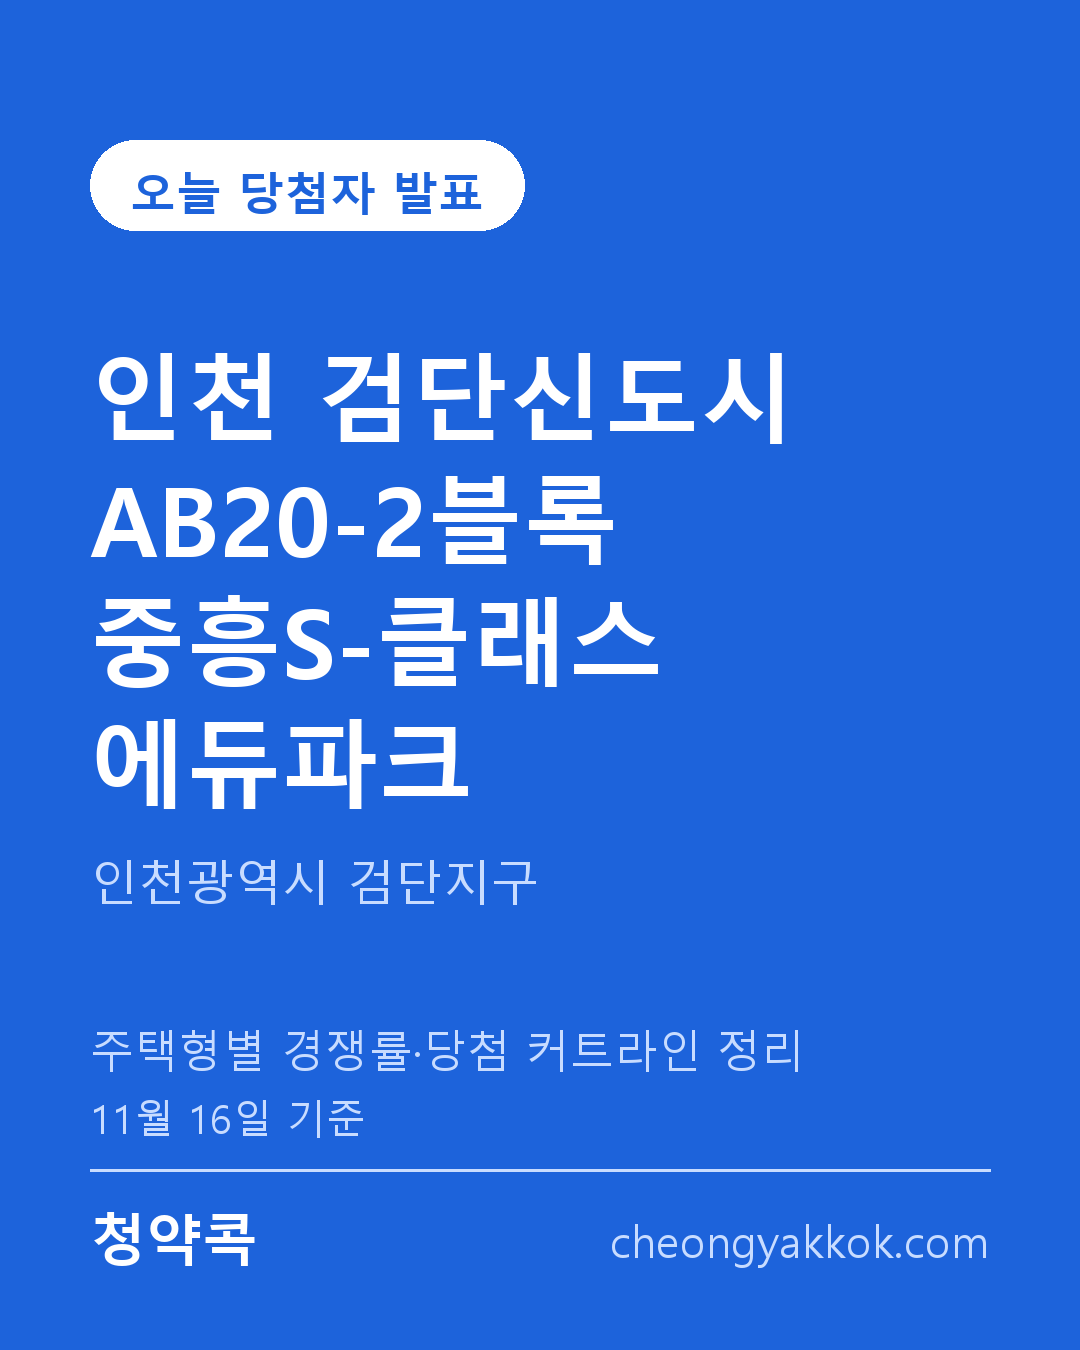 오늘 당첨자 발표
인천 검단신도시
AB20-2블록
중흥S-클래스
에듀파크
인천광역시 검단지구
주택형별 경쟁률·당첨 커트라인 정리
11월 16일 기준
청약콕
cheongyakkok.com